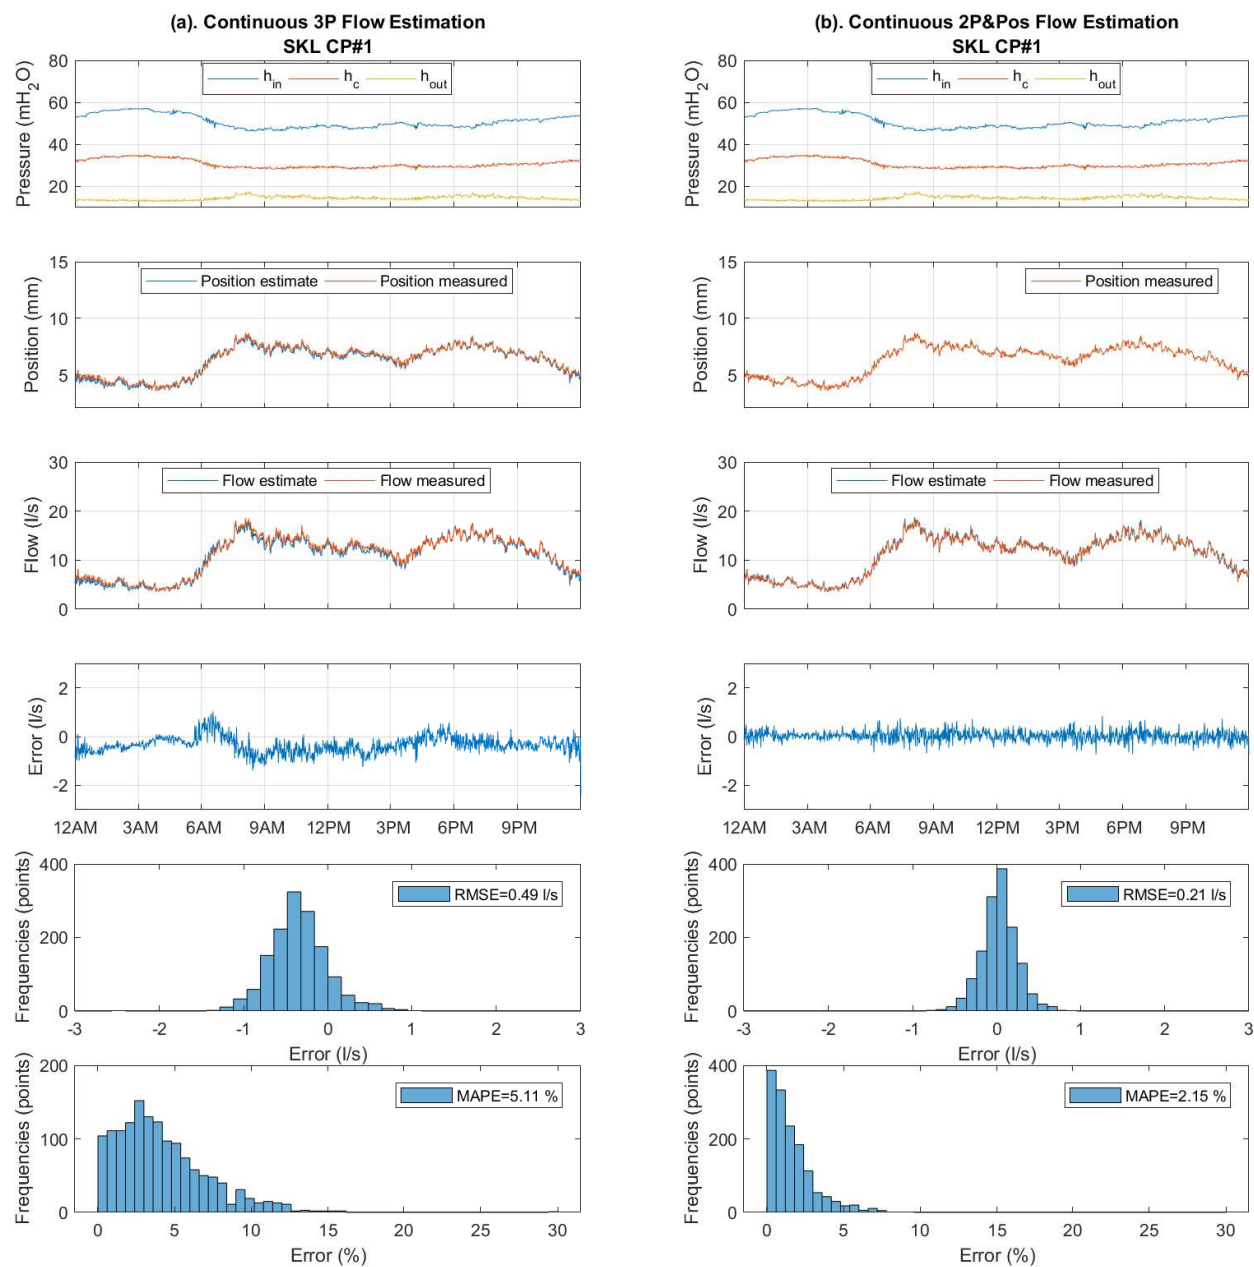 (a). Continuous 3P Flow Estimation
SKL CP#1
Pressure (mH2O)
80
60
40
20
h_in h_c h_out
Position (mm)
15
10
5
Position estimate Position measured
Flow (l/s)
30
20
10
0
Flow estimate Flow measured
Error (l/s)
2
0
-2
12AM 3AM 6AM 9AM 12PM 3PM 6PM 9PM
Frequencies (points)
400
200
0
RMSE=0.49 l/s
-3 -2 -1 0 1 2 3
Error (l/s)
Frequencies (points)
200
100
0
MAPE=5.11 %
0 5 10 15 20 25 30
Error (%)
(b). Continuous 2P&Pos Flow Estimation
SKL CP#1
Pressure (mH2O)
80
60
40
20
h_in h_c h_out
Position (mm)
15
10
5
Position measured
Flow (l/s
30
20
10
0
Flow estimate Flow measured
Error (l/s)
2
0
-2
12AM 3AM 6AM 9AM 12PM 3PM 6PM 9PM
Frequencies (points)
400
200
0
RMSE=0.21 l/s
-3 -2 -1 0 1 2 3
Error (l/s)
Frequencies (points)
400
200
0
MAPE=2.15 %
0 5 10 15 20 25 30
Error (%)